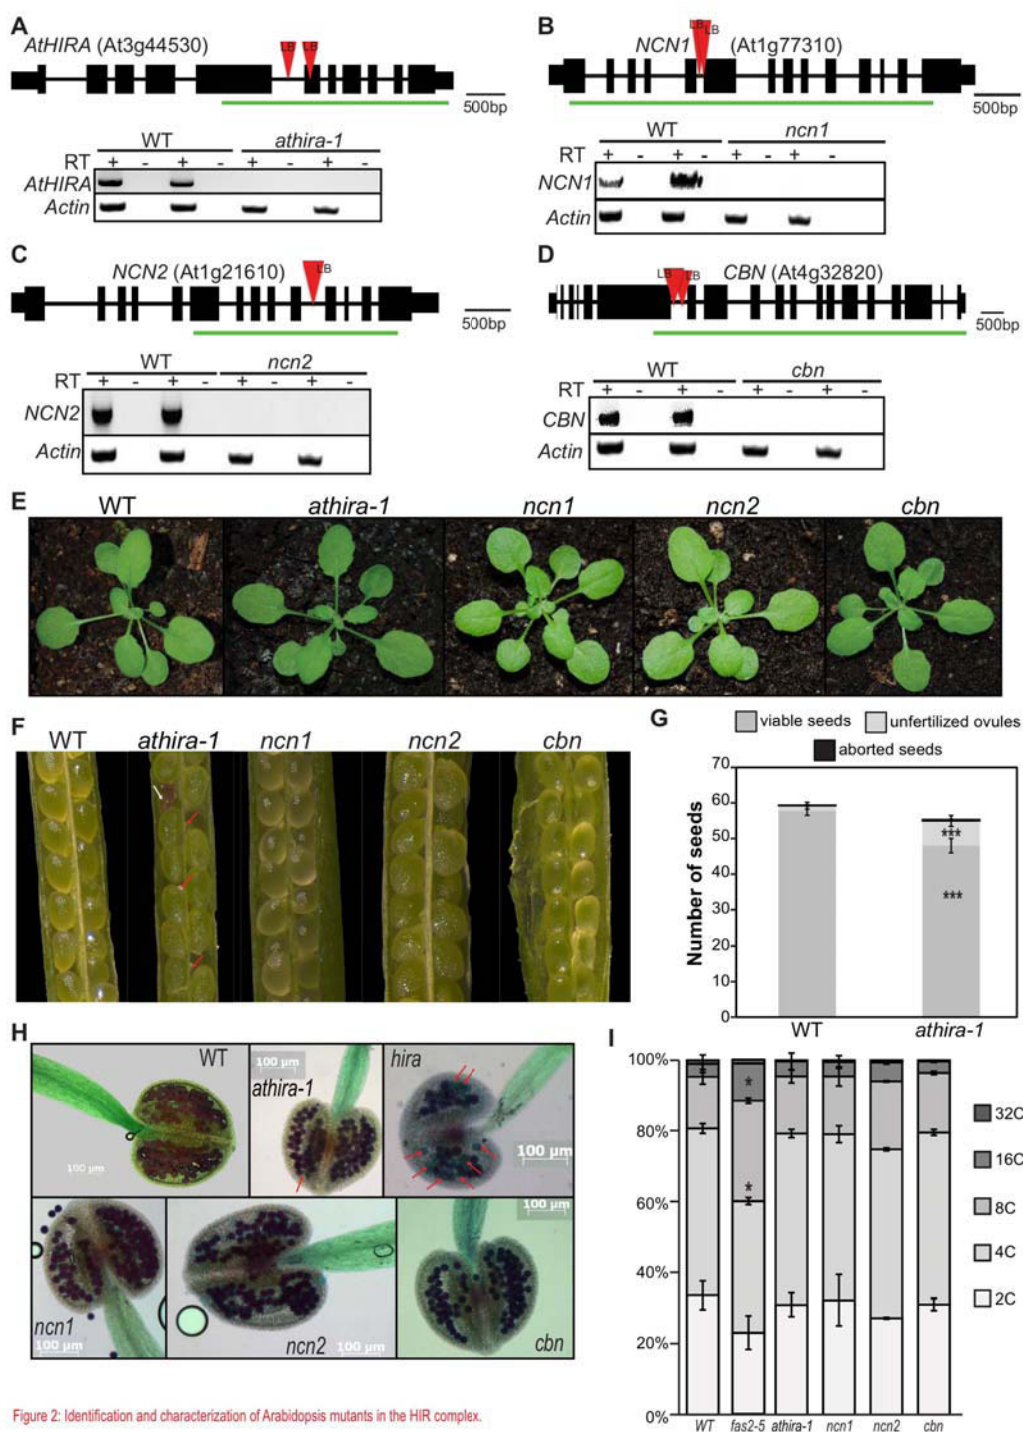 A
AtHIRA (At3g44530)
LB LB
500bp
WT athira-1
RT + - + - + - + -
AtHIRA
Actin
B
NCN1 (At1g77310)
LB LB
500bp
WT ncn1
RT + - + - + - + -
NCN1
Actin
C
NCN2 (At1g21610)
LB
500bp
WT ncn2
RT + - + - + - + -
NCN2
Actin
D
CBN (At4g32820)
LB LB
500bp
WT cbn
RT + - + - + - + -
CBN
Actin
E
WT athira-1 ncn1 ncn2 cbn
F
WT athira-1 ncn1 ncn2 cbn
G
viable seeds unfertilized ovules
aborted seeds
Number of seeds
70
60
50
40
30
20
10
0
*** 
***
WT athira-1
H
WT
100 µm
athira-1
100 µm
hira
100 µm
ncn1
100 µm
ncn2
100 µm
cbn
100 µm
I
100%
80%
60%
40%
20%
0%
*
*
32C
16C
8C
4C
2C
WT fas2-5 athira-1 ncn1 ncn2 cbn
Figure 2: Identification and characterization of Arabidopsis mutants in the HIR complex.